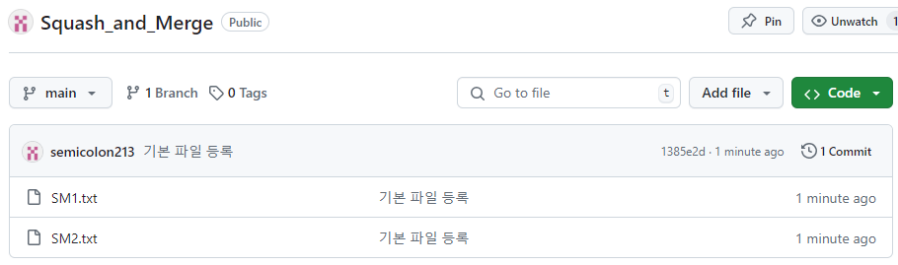 Squash_and_Merge Public Pin Unwatch 1
main 1 Branch 0 Tags Go to file t Add file <> Code
semicolon213 기본 파일 등록 1385e2d · 1 minute ago 1 Commit
SM1.txt 기본 파일 등록 1 minute ago
SM2.txt 기본 파일 등록 1 minute ago